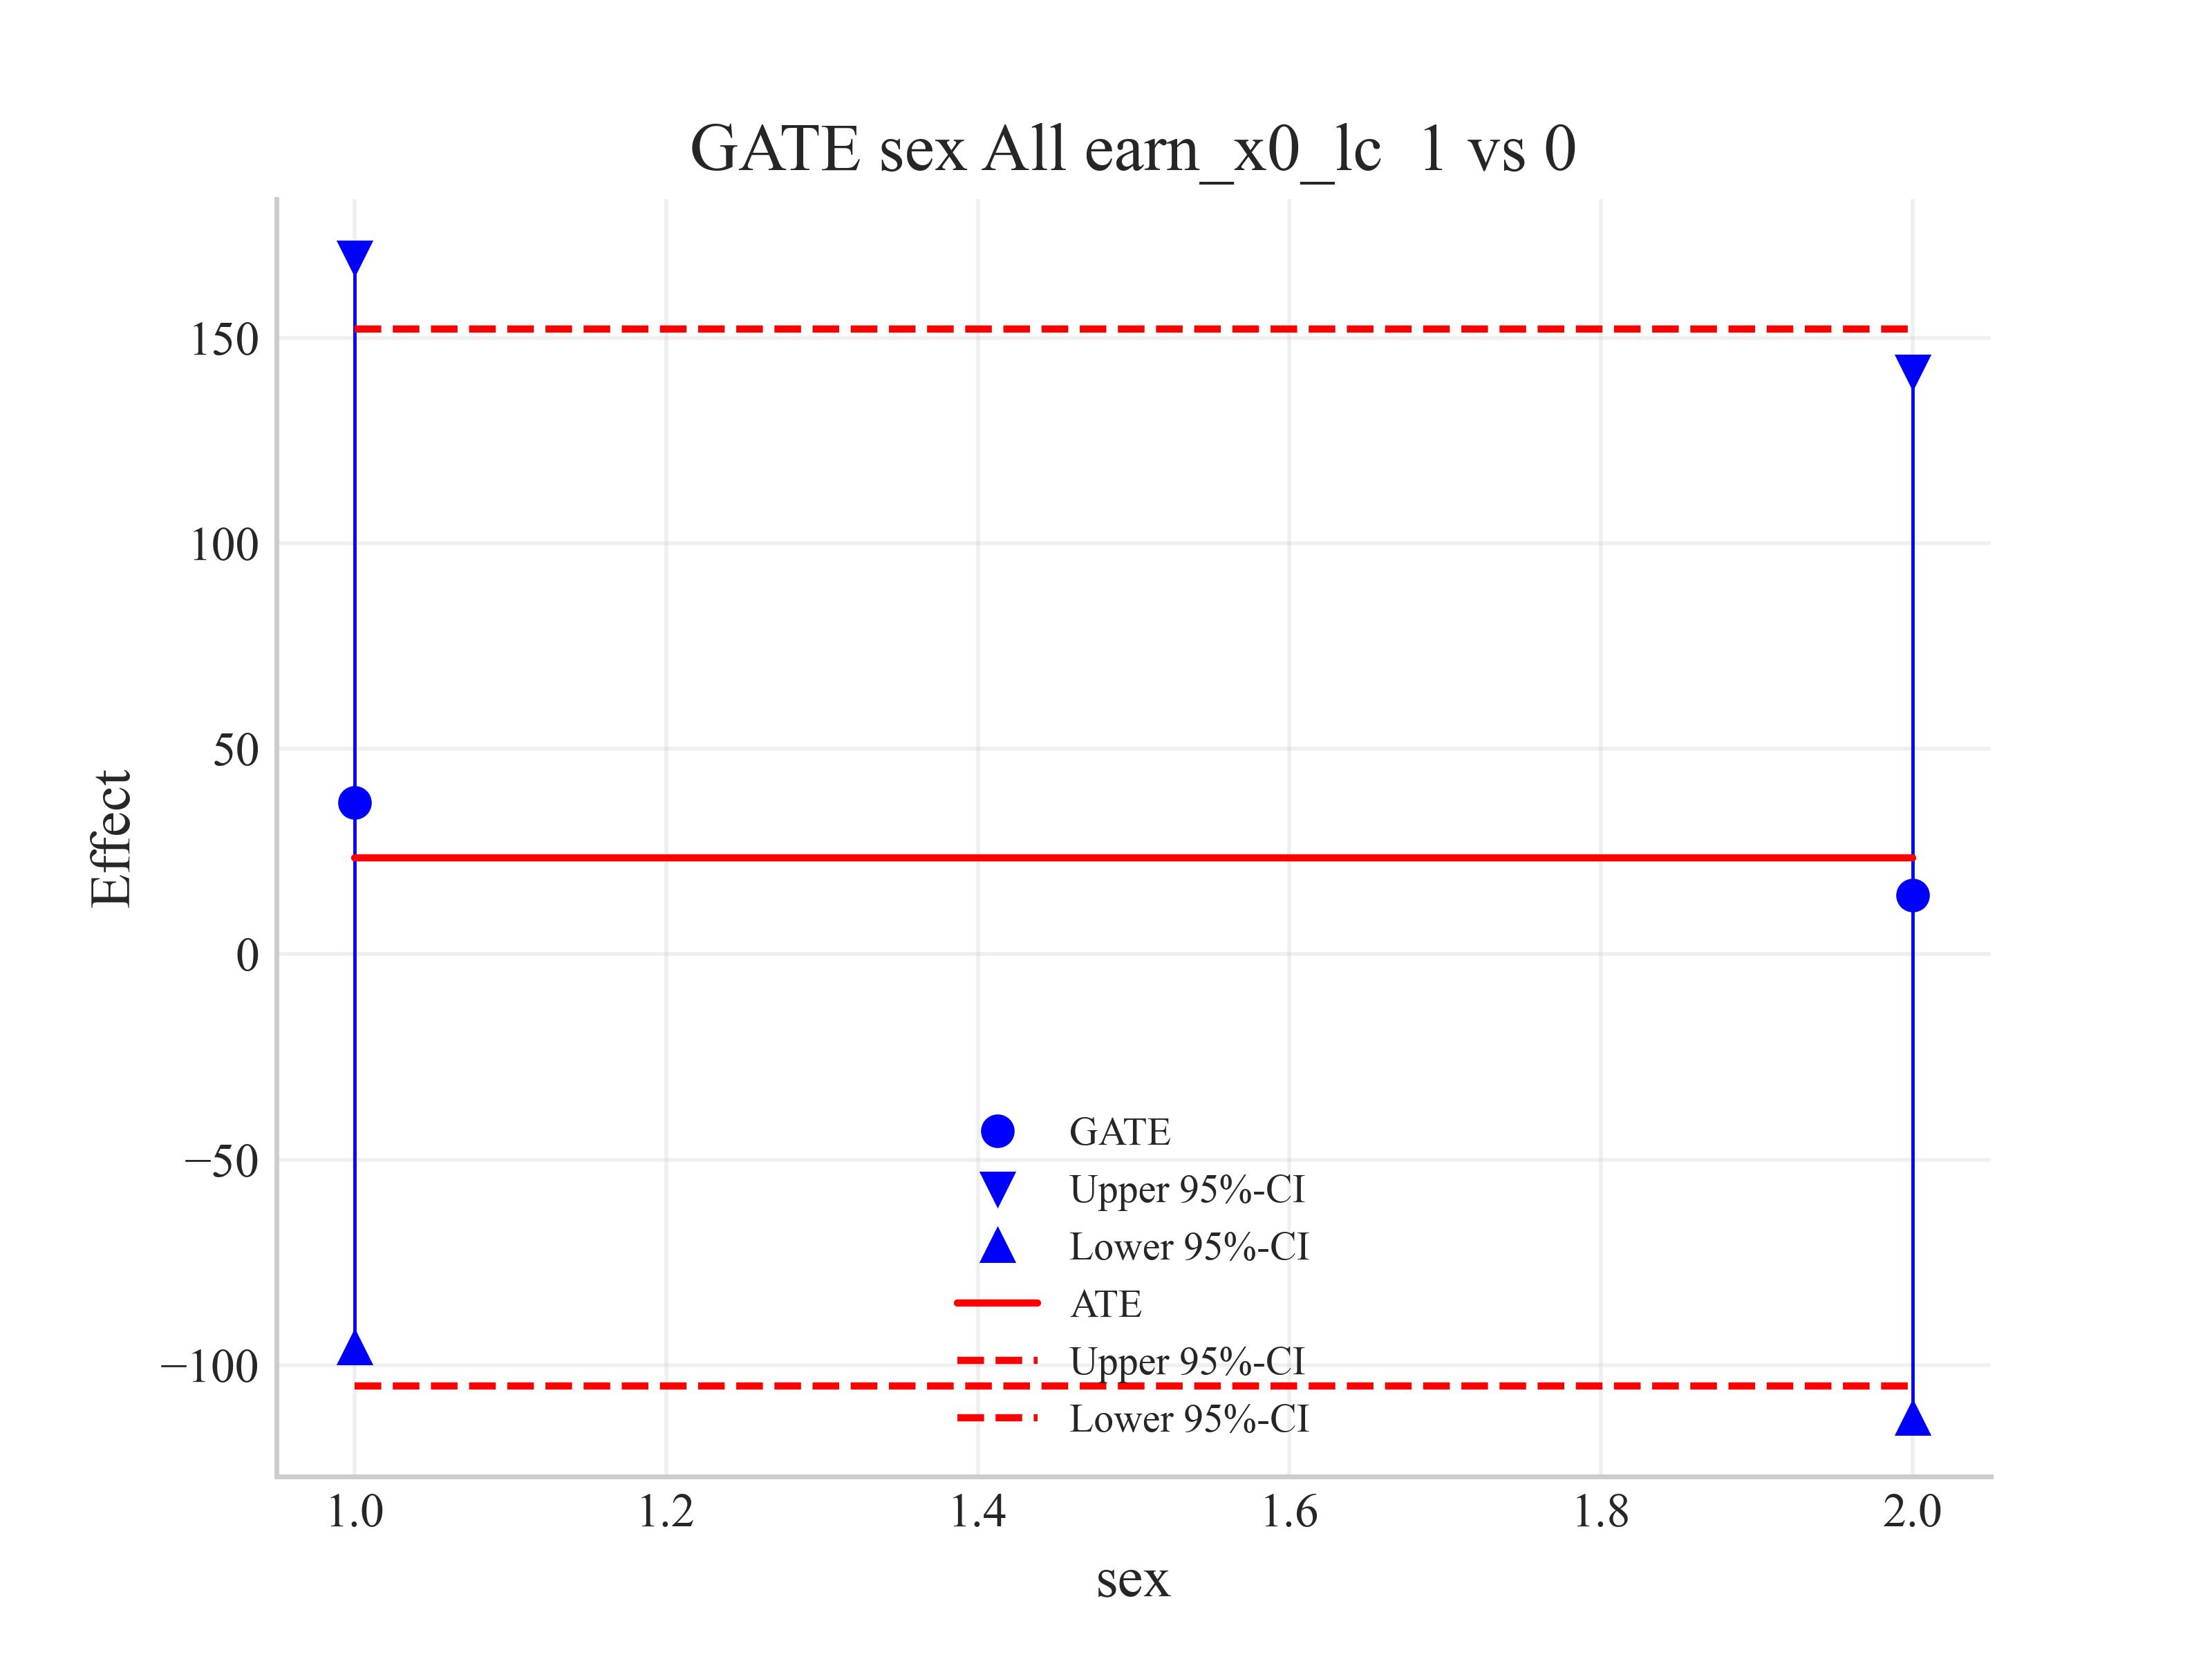 GATE sex All earn_x0_lc 1 vs 0
Effect
150
100
50
0
−50
−100
GATE
Upper 95%-CI
Lower 95%-CI
ATE
Upper 95%-CI
Lower 95%-CI
1.0 1.2 1.4 1.6 1.8 2.0
sex